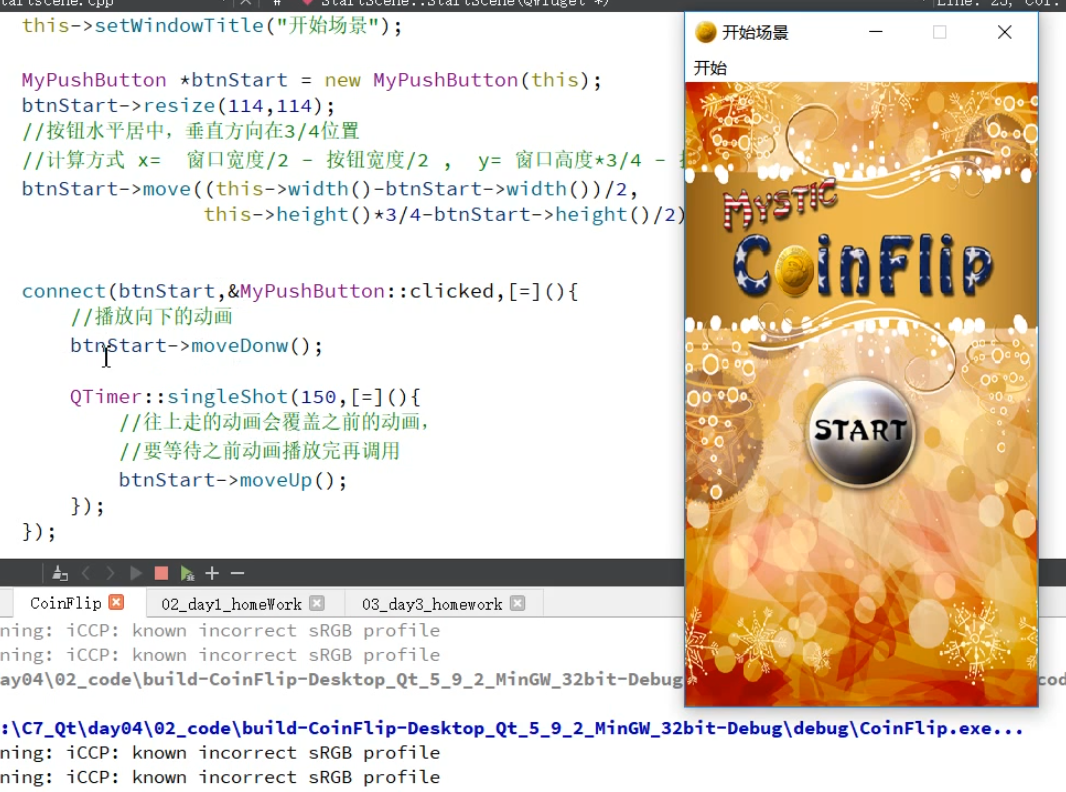 startscene.cpp
# StartScene::StartScene(QWidget *)
Line: 25, Col:
this->setWindowTitle("开始场景");
MyPushButton *btnStart = new MyPushButton(this);
btnStart->resize(114,114);
//按钮水平居中，垂直方向在3/4位置
//计算方式 x= 窗口宽度/2 - 按钮宽度/2 , y= 窗口高度*3/4 -
btnStart->move((this->width()-btnStart->width())/2,
this->height()*3/4-btnStart->height()/2)
connect(btnStart,&MyPushButton::clicked,[=](){
//播放向下的动画
btnStart->moveDonw();
QTimer::singleShot(150,[=](){
//往上走的动画会覆盖之前的动画，
//要等待之前动画播放完再调用
btnStart->moveUp();
});
});
开始场景
开始
MYSTIC
CoinFlip
START
CoinFlip
02_day1_homeWork
03_day3_homework
ning: iCCP: known incorrect sRGB profile
ning: iCCP: known incorrect sRGB profile
ay04\02_code\build-CoinFlip-Desktop_Qt_5_9_2_MinGW_32bit-Debug
cod
:\C7_Qt\day04\02_code\build-CoinFlip-Desktop_Qt_5_9_2_MinGW_32bit-Debug\debug\CoinFlip.exe...
ning: iCCP: known incorrect sRGB profile
ning: iCCP: known incorrect sRGB profile